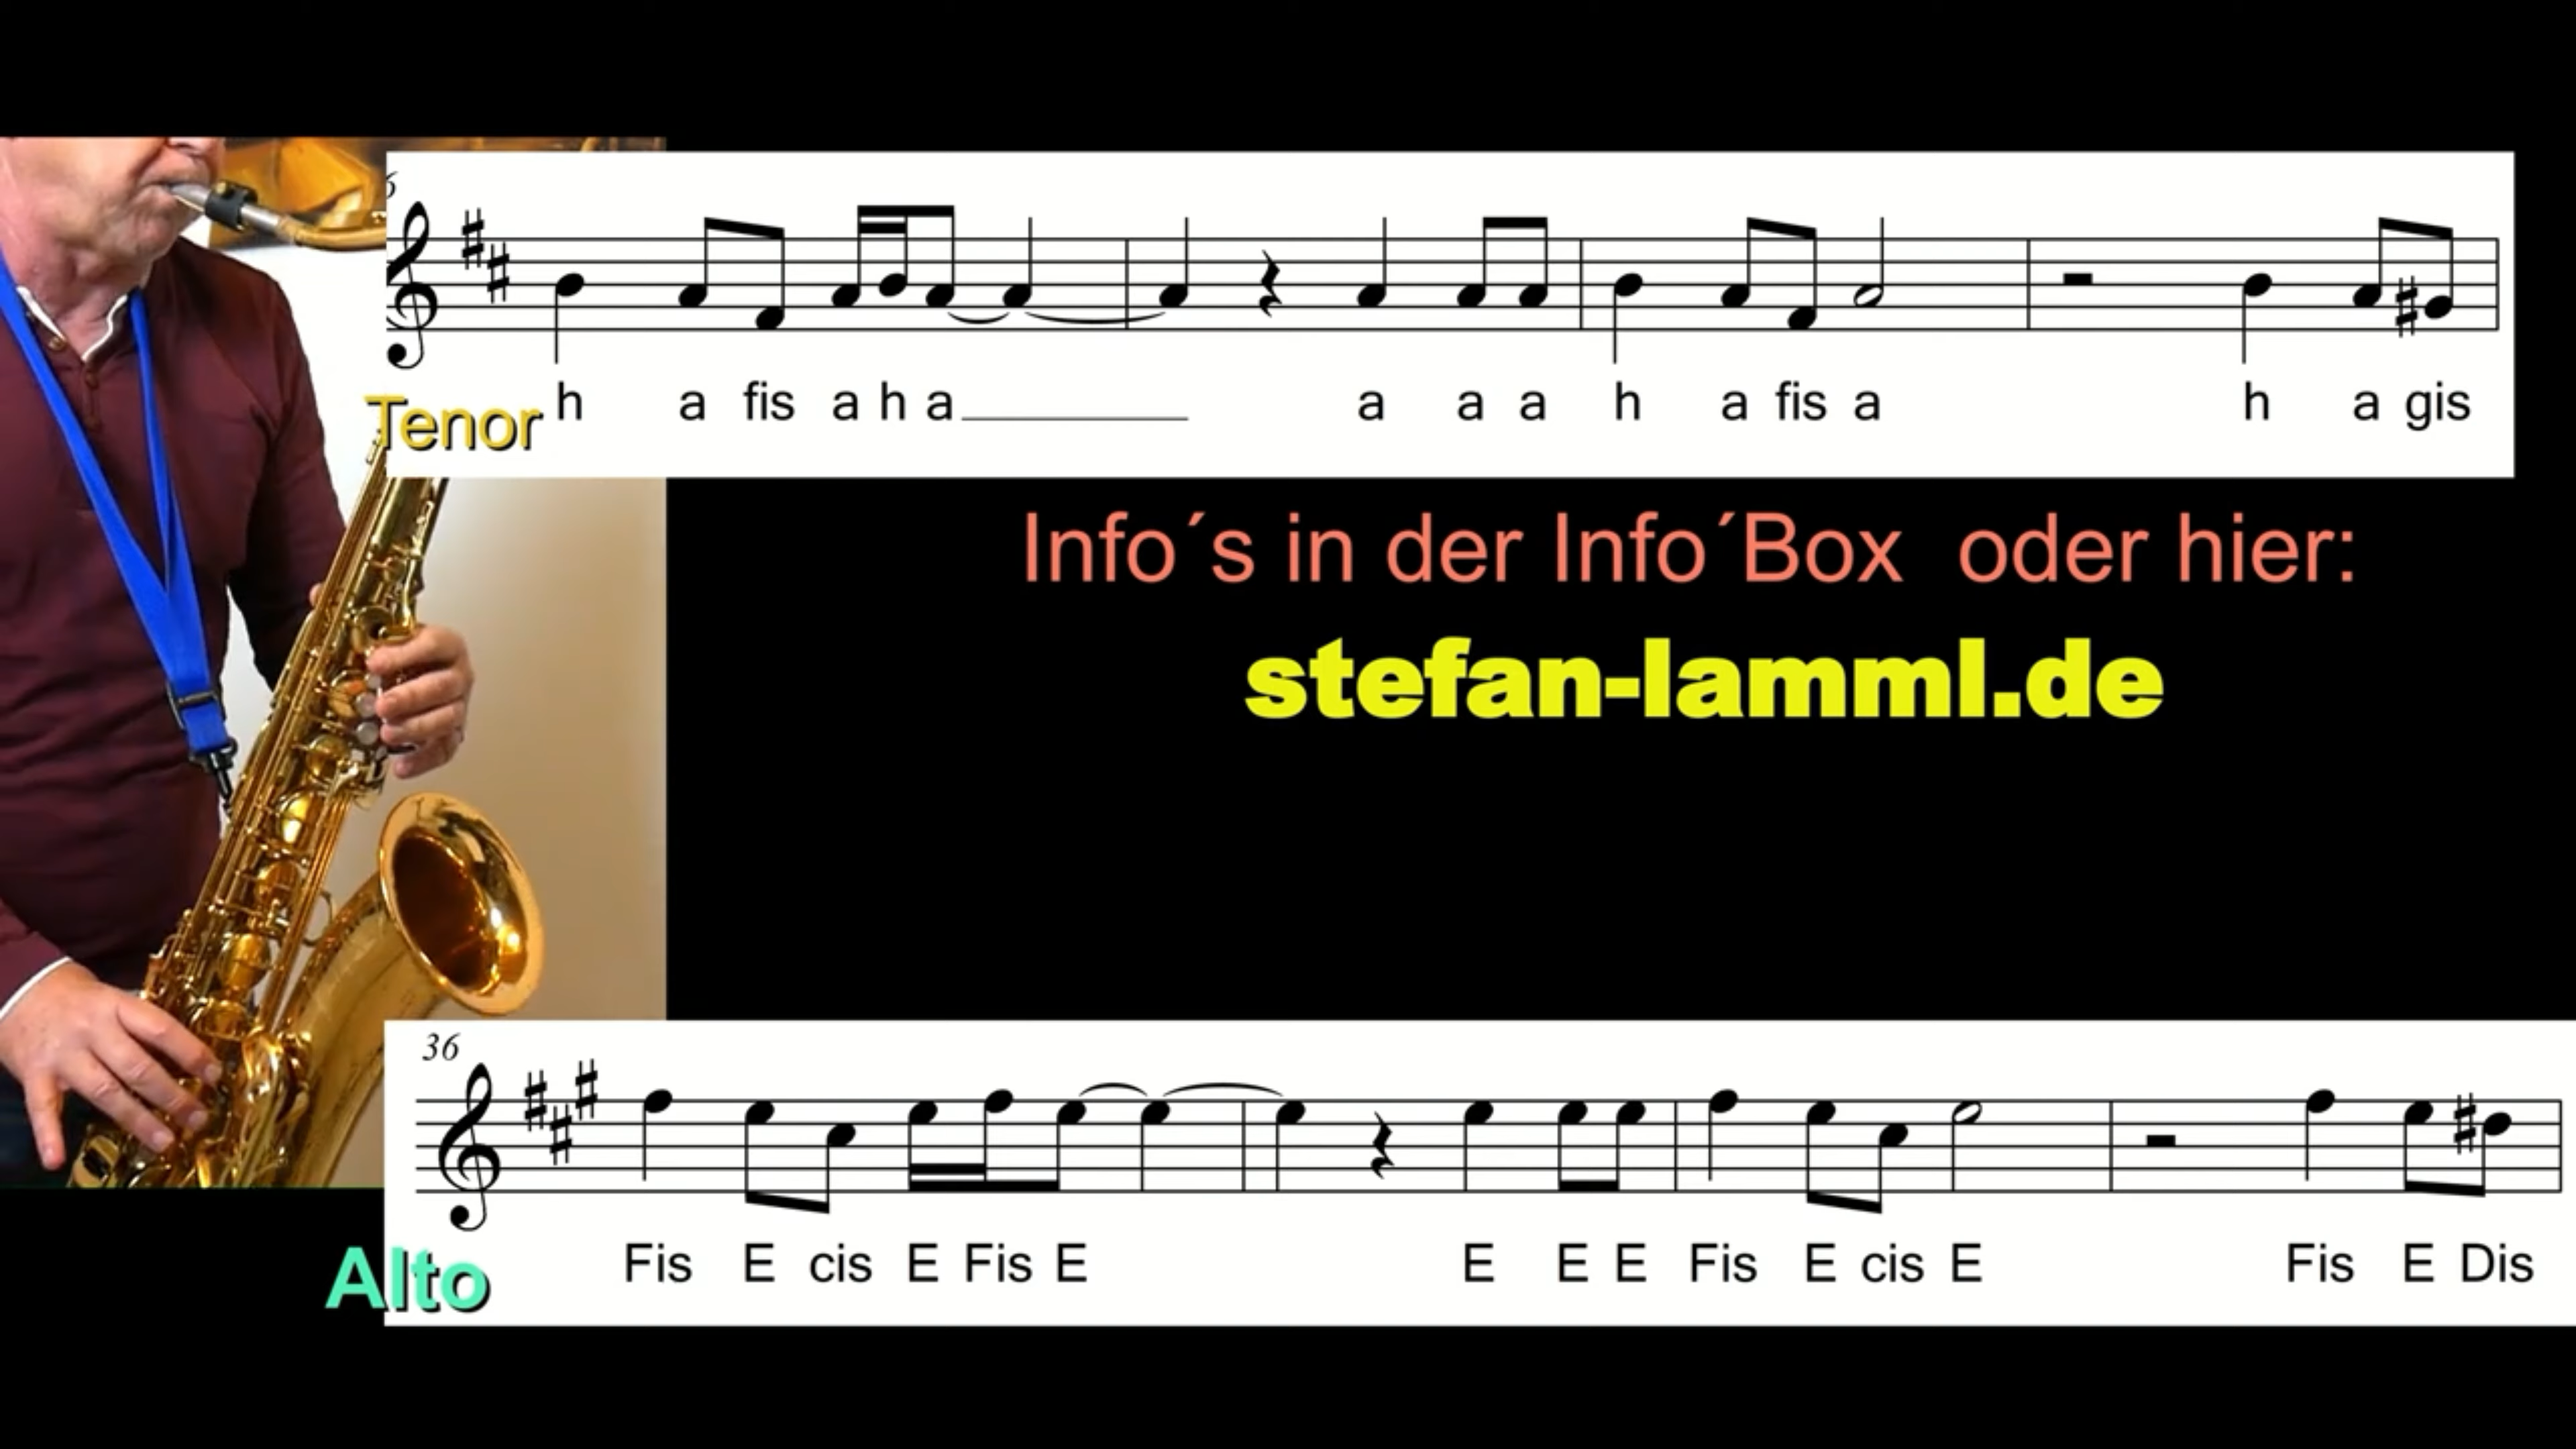 6
Tenor h a fis a h a a a a h a fis a h a gis
Info´s in der Info´Box oder hier:
stefan-lamml.de
36
Alto Fis E cis E Fis E E E E Fis E cis E Fis E Dis